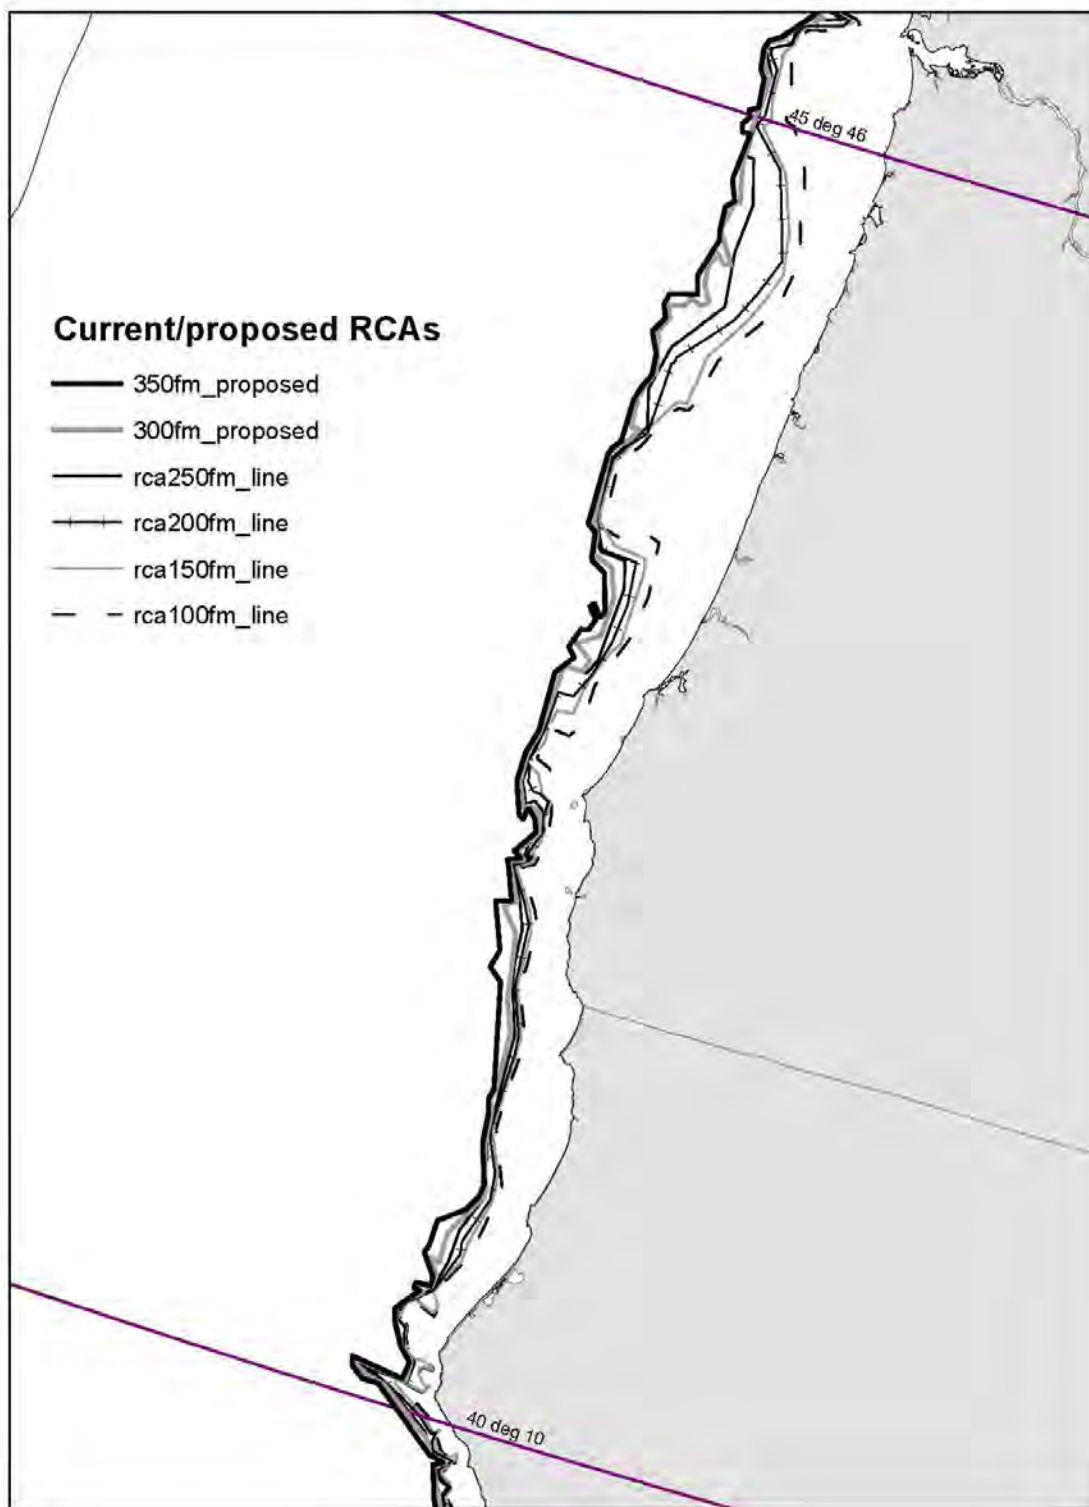 45 deg 46
Current/proposed RCAs
350fm_proposed
300fm_proposed
rca250fm_line
rca200fm_line
rca150fm_line
rca100fm_line
40 deg 10